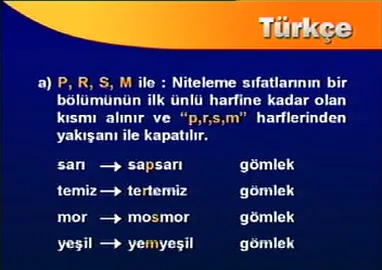 Türkçe
a) P, R, S, M ile : Niteleme sıfatlarının bir
bölümünün ilk ünlü harfine kadar olan
kısmı alınır ve "p,r,s,m" harflerinden
yakışanı ile kapatılır.
sarı → sapsarı gömlek
temiz → tertemiz gömlek
mor → mosmor gömlek
yeşil → yemyeşil gömlek